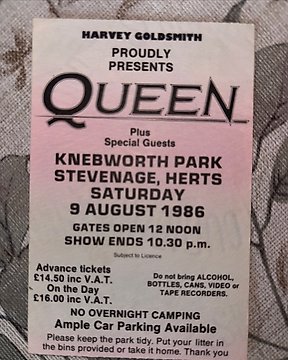 HARVEY GOLDSMITH
PROUDLY
PRESENTS
QUEEN
Plus
Special Guests
KNEBWORTH PARK
STEVENAGE, HERTS
SATURDAY
9 AUGUST 1986
GATES OPEN 12 NOON
SHOW ENDS 10.30 p.m.
Subject to Licence
Advance tickets
£14.50 inc V.A.T.
On the Day
£16.00 inc V.A.T.
Do not bring ALCOHOL,
BOTTLES, CANS, VIDEO or
TAPE RECORDERS.
NO OVERNIGHT CAMPING
Ample Car Parking Available
Please keep the park tidy. Put your litter in
the bins provided or take it home. Thank you